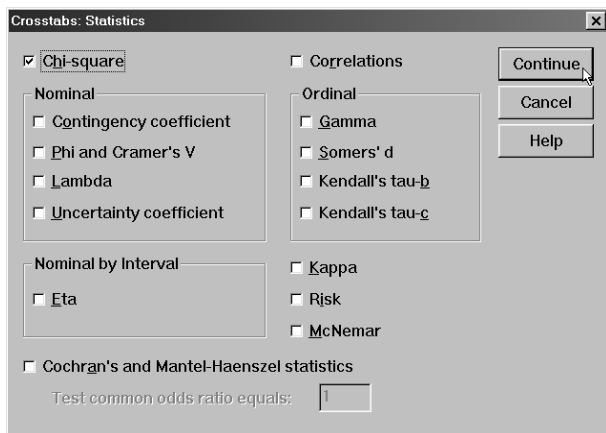 Crosstabs: Statistics
Chi-square
Correlations
Continue
Cancel
Help
Nominal
Contingency coefficient
Phi and Cramer's V
Lambda
Uncertainty coefficient
Ordinal
Gamma
Somers' d
Kendall's tau-b
Kendall's tau-c
Nominal by Interval
Eta
Kappa
Risk
McNemar
Cochran's and Mantel-Haenszel statistics
Test common odds ratio equals: 1